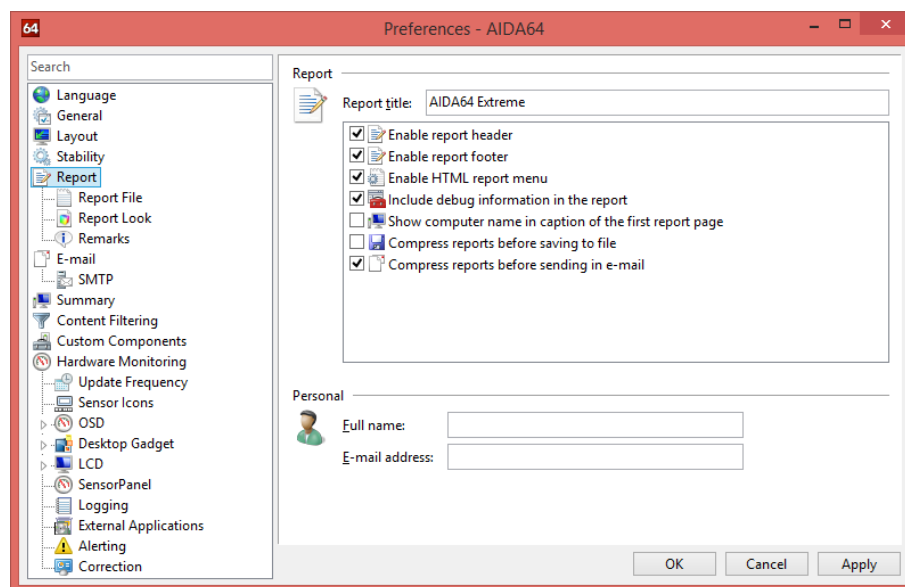 64
Preferences - AIDA64
Search
Language
General
Layout
Stability
Report
Report File
Report Look
Remarks
E-mail
SMTP
Summary
Content Filtering
Custom Components
Hardware Monitoring
Update Frequency
Sensor Icons
OSD
Desktop Gadget
LCD
SensorPanel
Logging
External Applications
Alerting
Correction
Report
Report title: AIDA64 Extreme
Enable report header
Enable report footer
Enable HTML report menu
Include debug information in the report
Show computer name in caption of the first report page
Compress reports before saving to file
Compress reports before sending in e-mail
Personal
Full name:
E-mail address:
OK Cancel Apply